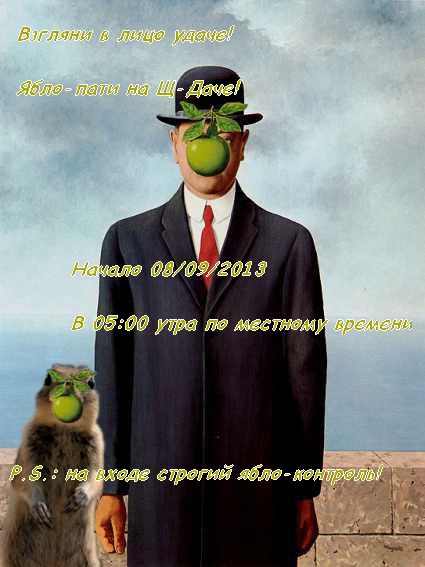 Взгляни в лицо удаче!
Ябло-пати на Щ-Даче!
Начало 08/09/2013
В 05:00 утра по местному времени
P.S.: на входе строгий ябло-контроль!